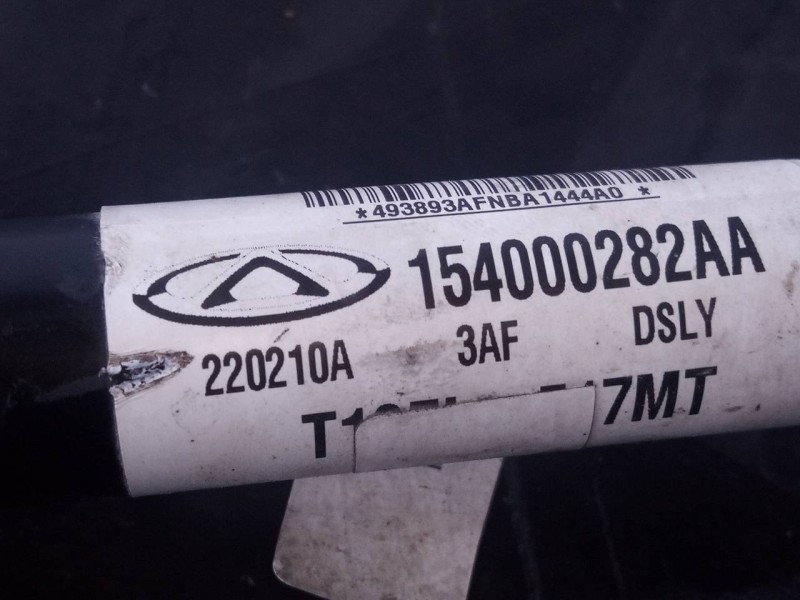 *493893AFNBA1444A0*
154000282AA
220210A 3AF DSLY
7MT